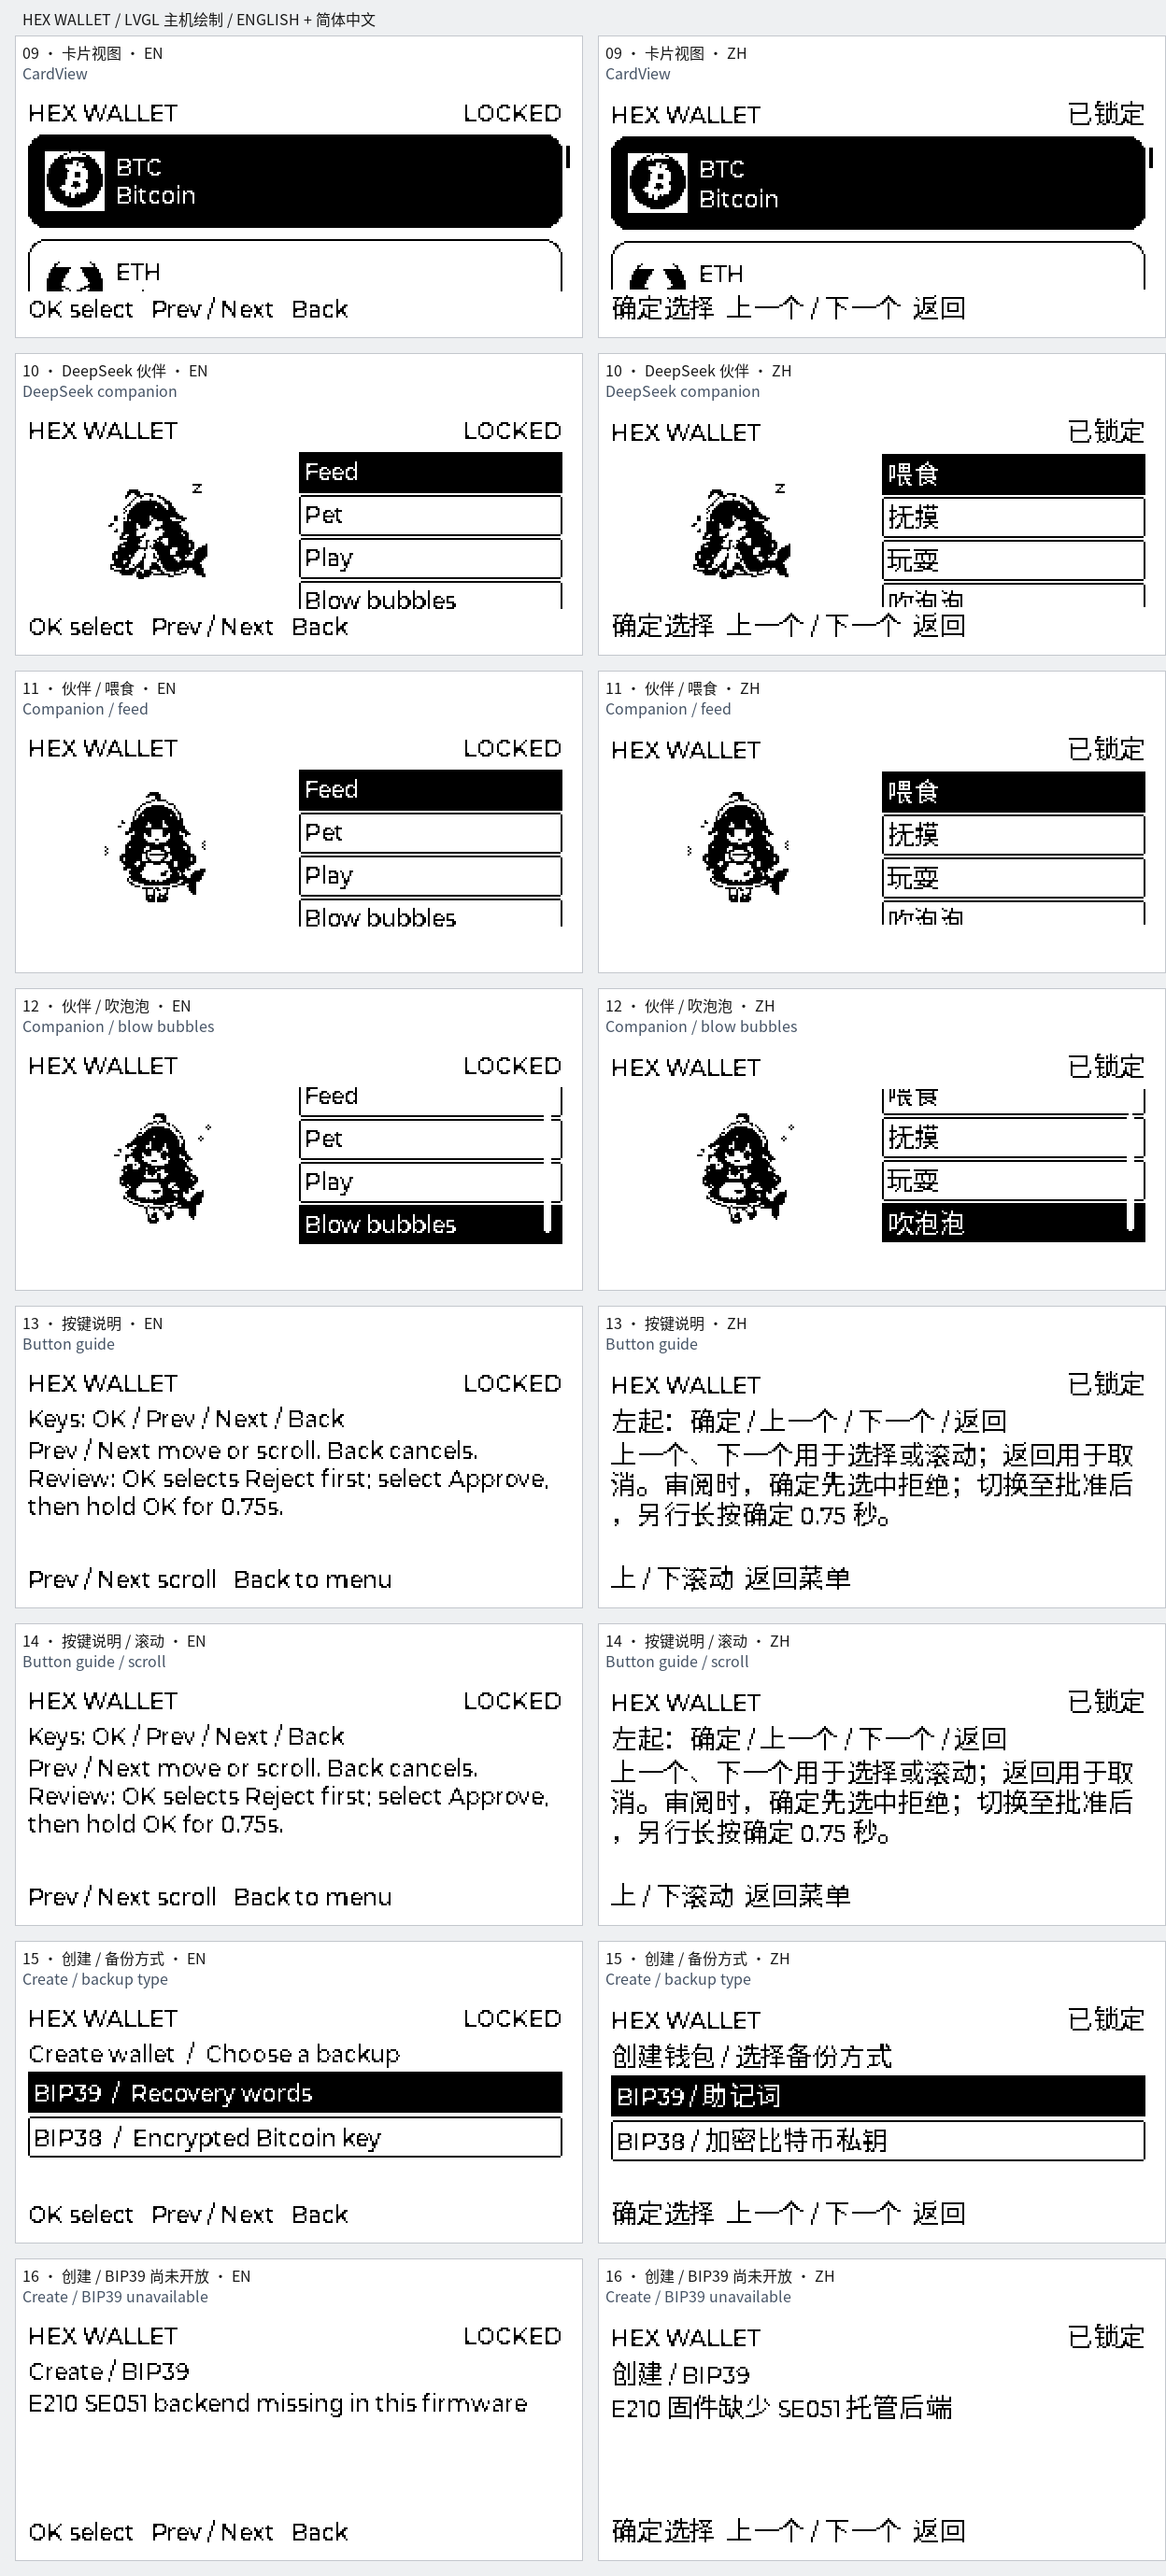 HEX WALLET / LVGL 主机绘制 / ENGLISH + 简体中文
09 · 卡片视图 · EN
CardView
HEX WALLET LOCKED
BTC
Bitcoin
ETH
OK select Prev / Next Back
09 · 卡片视图 · ZH
CardView
HEX WALLET 已锁定
BTC
Bitcoin
ETH
确定选择 上一个 / 下一个 返回
10 · DeepSeek 伙伴 · EN
DeepSeek companion
HEX WALLET LOCKED
z
Feed
Pet
Play
Blow bubbles
OK select Prev / Next Back
10 · DeepSeek 伙伴 · ZH
DeepSeek companion
HEX WALLET 已锁定
z
喂食
抚摸
玩耍
吹泡泡
确定选择 上一个 / 下一个 返回
11 · 伙伴 / 喂食 · EN
Companion / feed
HEX WALLET LOCKED
Feed
Pet
Play
Blow bubbles
11 · 伙伴 / 喂食 · ZH
Companion / feed
HEX WALLET 已锁定
喂食
抚摸
玩耍
吹泡泡
12 · 伙伴 / 吹泡泡 · EN
Companion / blow bubbles
HEX WALLET LOCKED
Feed
Pet
Play
Blow bubbles
12 · 伙伴 / 吹泡泡 · ZH
Companion / blow bubbles
HEX WALLET 已锁定
喂食
抚摸
玩耍
吹泡泡
13 · 按键说明 · EN
Button guide
HEX WALLET LOCKED
Keys: OK / Prev / Next / Back
Prev / Next move or scroll. Back cancels.
Review: OK selects Reject first; select Approve,
then hold OK for 0.75s.
Prev / Next scroll Back to menu
13 · 按键说明 · ZH
Button guide
HEX WALLET 已锁定
左起：确定 / 上一个 / 下一个 / 返回
上一个、下一个用于选择或滚动；返回用于取
消。审阅时，确定先选中拒绝；切换至批准后
，另行长按确定 0.75 秒。
上 / 下滚动 返回菜单
14 · 按键说明 / 滚动 · EN
Button guide / scroll
HEX WALLET LOCKED
Keys: OK / Prev / Next / Back
Prev / Next move or scroll. Back cancels.
Review: OK selects Reject first; select Approve,
then hold OK for 0.75s.
Prev / Next scroll Back to menu
14 · 按键说明 / 滚动 · ZH
Button guide / scroll
HEX WALLET 已锁定
左起：确定 / 上一个 / 下一个 / 返回
上一个、下一个用于选择或滚动；返回用于取
消。审阅时，确定先选中拒绝；切换至批准后
，另行长按确定 0.75 秒。
上 / 下滚动 返回菜单
15 · 创建 / 备份方式 · EN
Create / backup type
HEX WALLET LOCKED
Create wallet / Choose a backup
BIP39 / Recovery words
BIP38 / Encrypted Bitcoin key
OK select Prev / Next Back
15 · 创建 / 备份方式 · ZH
Create / backup type
HEX WALLET 已锁定
创建钱包 / 选择备份方式
BIP39 / 助记词
BIP38 / 加密比特币私钥
确定选择 上一个 / 下一个 返回
16 · 创建 / BIP39 尚未开放 · EN
Create / BIP39 unavailable
HEX WALLET LOCKED
Create / BIP39
E210 SE051 backend missing in this firmware
OK select Prev / Next Back
16 · 创建 / BIP39 尚未开放 · ZH
Create / BIP39 unavailable
HEX WALLET 已锁定
创建 / BIP39
E210 固件缺少 SE051 托管后端
确定选择 上一个 / 下一个 返回